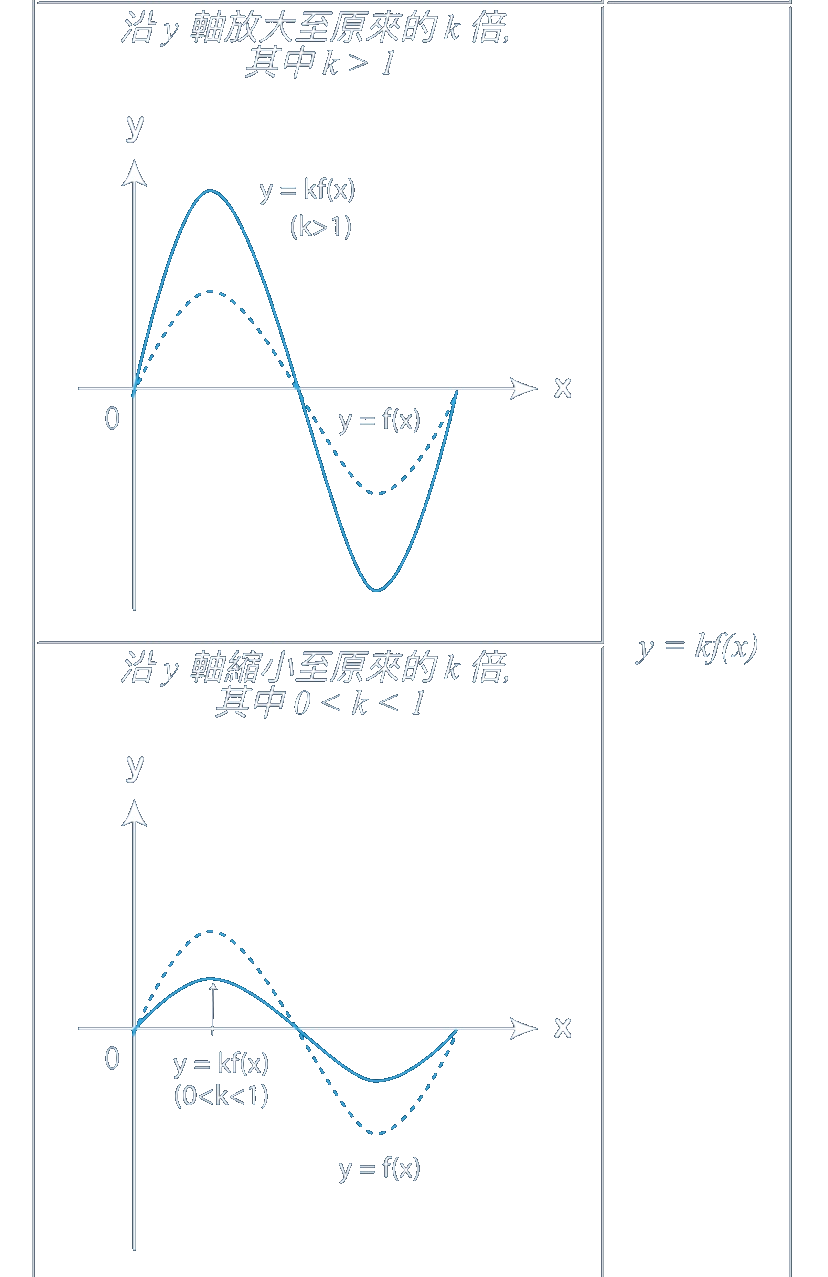 沿 y 軸放大至原來的 k 倍,
其中 k > 1
y
y = kf(x)
(k>1)
x
0
y = f(x)
y = kf(x)
沿 y 軸縮小至原來的 k 倍,
其中 0 < k < 1
y
x
0
y = kf(x)
(0<k<1)
y = f(x)